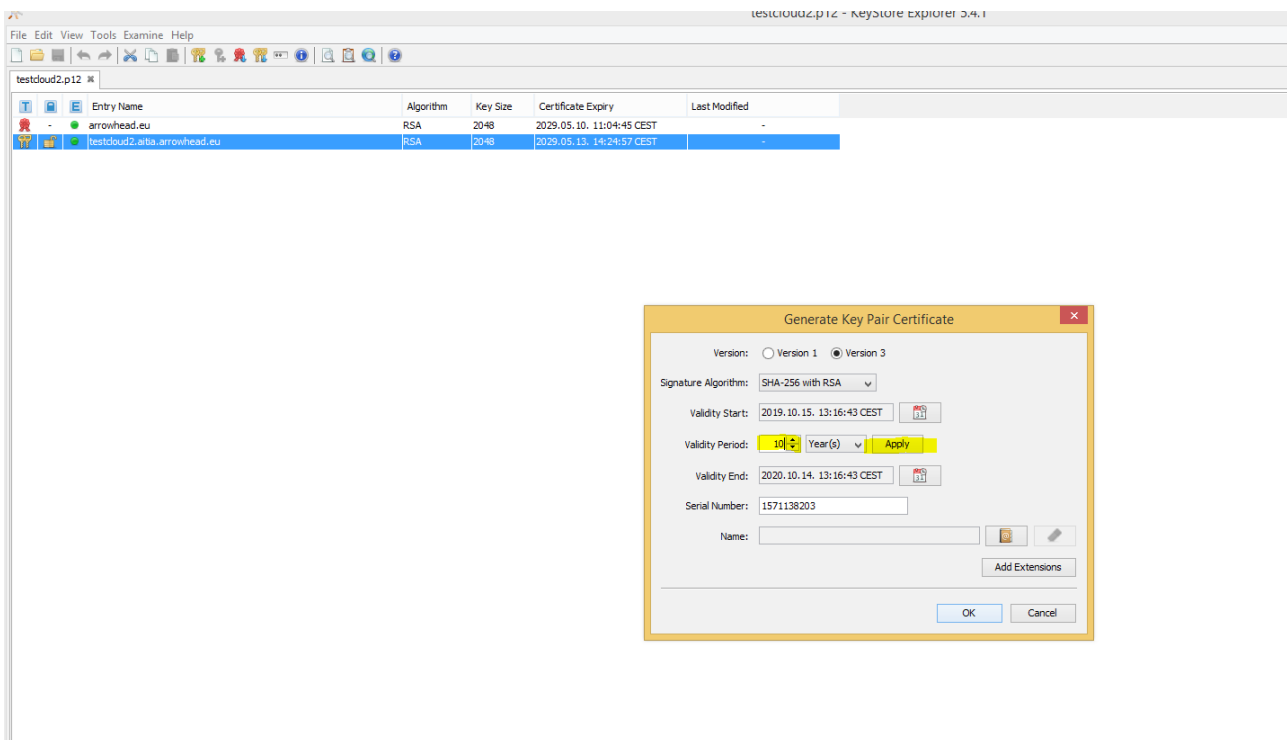 testcloud2.p12 - KeyStore Explorer 5.4.1
File Edit View Tools Examine Help
testcloud2.p12
T E Entry Name Algorithm Key Size Certificate Expiry Last Modified
- arrowhead.eu RSA 2048 2029.05.10. 11:04:45 CEST -
testcloud2.aitia.arrowhead.eu RSA 2048 2029.05.13. 14:24:57 CEST -
Generate Key Pair Certificate
Version: Version 1 Version 3
Signature Algorithm: SHA-256 with RSA
Validity Start: 2019.10.15. 13:16:43 CEST
Validity Period: 10 Year(s) Apply
Validity End: 2020.10.14. 13:16:43 CEST
Serial Number: 1571138203
Name:
Add Extensions
OK Cancel